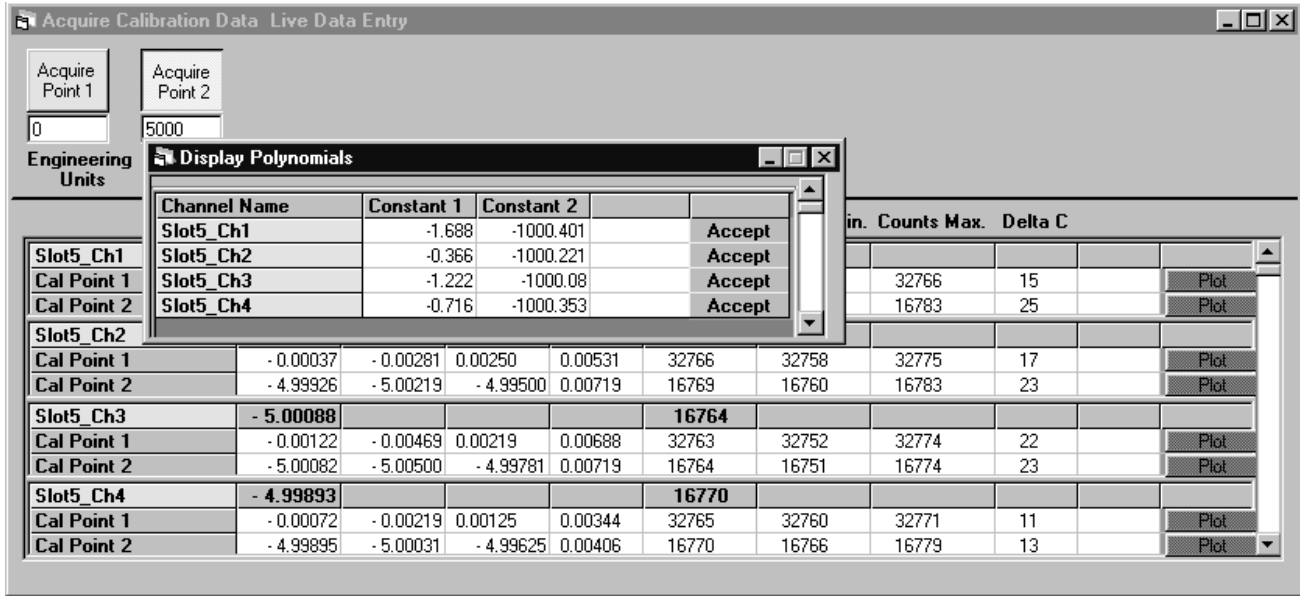 Acquire Calibration Data Live Data Entry
Acquire Point 1
Acquire Point 2
0
5000
Engineering Units
Display Polynomials
Channel Name Constant 1 Constant 2
Slot5_Ch1 -1.688 -1000.401 Accept
Slot5_Ch2 -0.366 -1000.221 Accept
Slot5_Ch3 -1.222 -1000.08 Accept
Slot5_Ch4 -0.716 -1000.353 Accept
in. Counts Max. Delta C
Slot5_Ch1
Cal Point 1 32766 15 Plot
Cal Point 2 16783 25 Plot
Slot5_Ch2
Cal Point 1 - 0.00037 - 0.00281 0.00250 0.00531 32766 32758 32775 17 Plot
Cal Point 2 - 4.99926 - 5.00219 - 4.99500 0.00719 16769 16760 16783 23 Plot
Slot5_Ch3 - 5.00088 16764
Cal Point 1 - 0.00122 - 0.00469 0.00219 0.00688 32763 32752 32774 22 Plot
Cal Point 2 - 5.00082 - 5.00500 - 4.99781 0.00719 16764 16751 16774 23 Plot
Slot5_Ch4 - 4.99893 16770
Cal Point 1 - 0.00072 - 0.00219 0.00125 0.00344 32765 32760 32771 11 Plot
Cal Point 2 - 4.99895 - 5.00031 - 4.99625 0.00406 16770 16766 16779 13 Plot